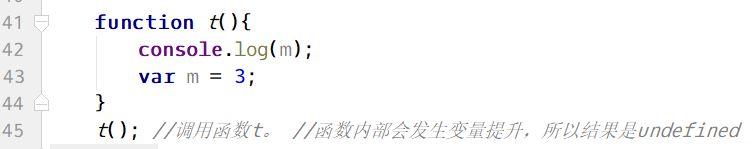 41 function t(){
42 console.log(m);
43 var m = 3;
44 }
45 t(); //调用函数t。 //函数内部会发生变量提升，所以结果是undefined